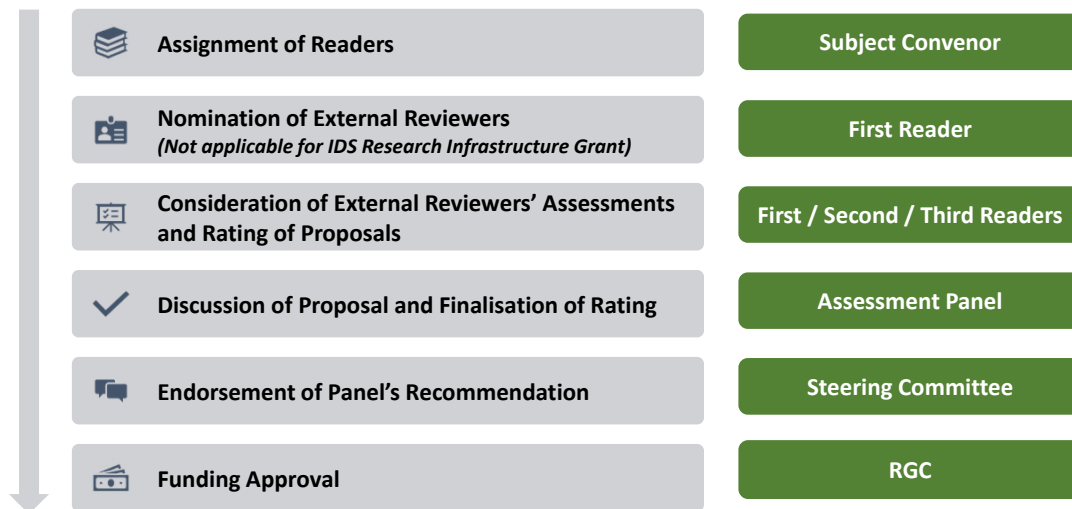 Assignment of Readers
Subject Convenor
Nomination of External Reviewers
(Not applicable for IDS Research Infrastructure Grant)
First Reader
Consideration of External Reviewers’ Assessments
and Rating of Proposals
First / Second / Third Readers
Discussion of Proposal and Finalisation of Rating
Assessment Panel
Endorsement of Panel’s Recommendation
Steering Committee
Funding Approval
RGC